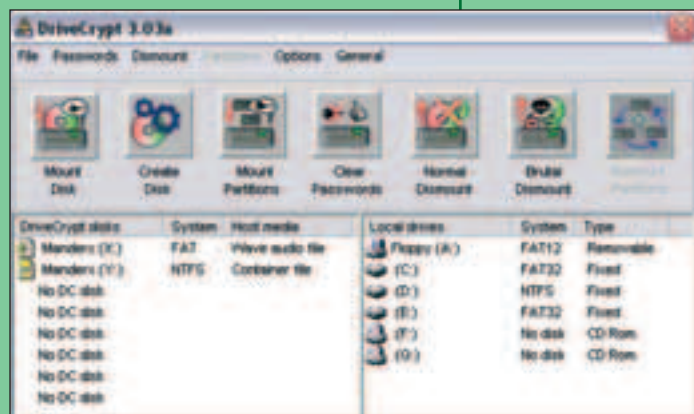 DriveCrypt 3.03a
File Passwords Dismount Partitions Options General
Mount Disk
Create Disk
Mount Partitions
Clear Passwords
Normal Dismount
Brutal Dismount
Partitions
DriveCrypt disks System Host media
Manders (X:) FAT Wave audio file
Manders (Y:) NTFS Container file
No DC disk
No DC disk
No DC disk
No DC disk
No DC disk
No DC disk
Local drives System Type
Floppy (A:) FAT12 Removable
(C:) FAT32 Fixed
(D:) NTFS Fixed
(E:) FAT32 Fixed
(F:) No disk CD Rom
(G:) No disk CD Rom